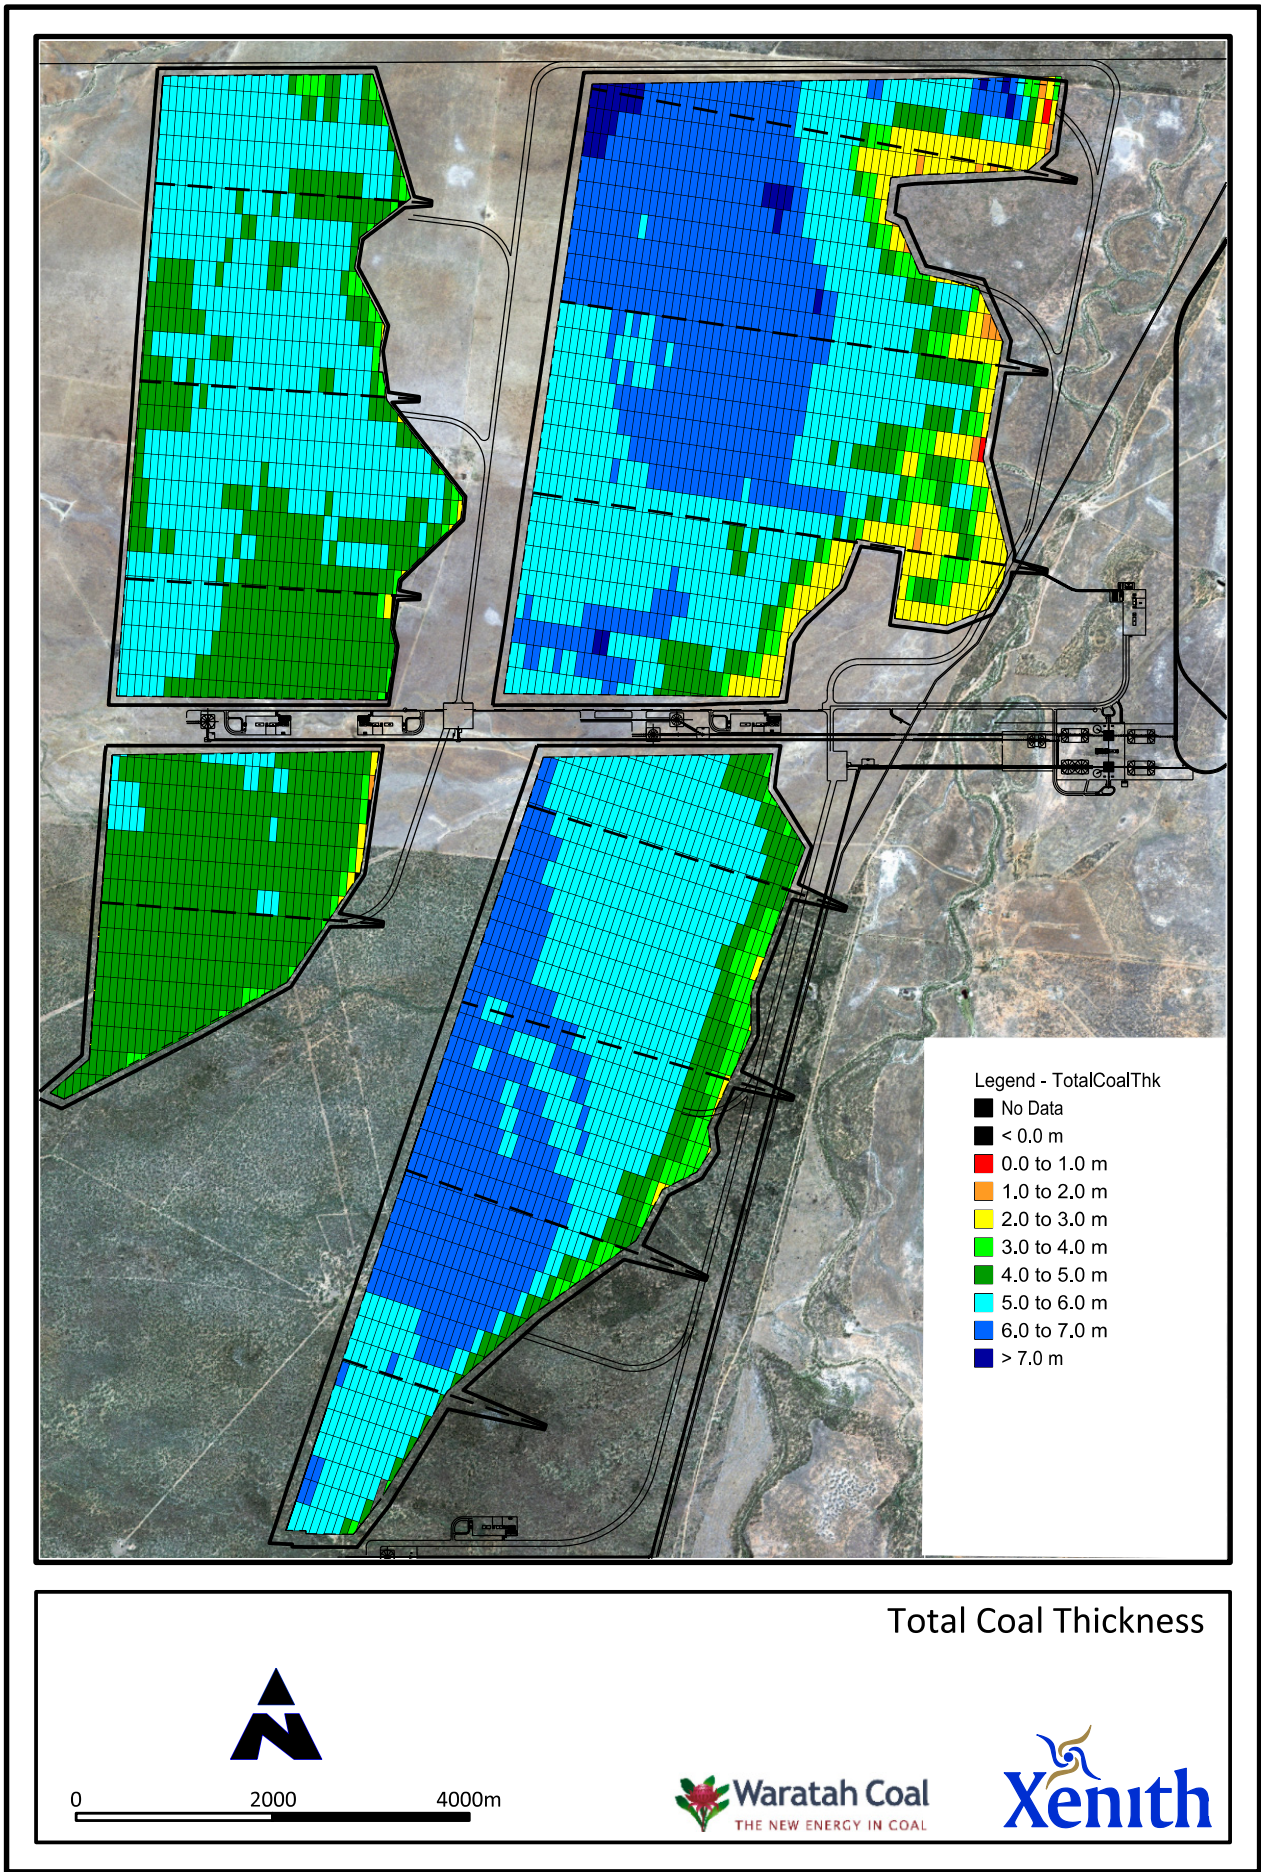 Legend - TotalCoalThk
No Data
< 0.0 m
0.0 to 1.0 m
1.0 to 2.0 m
2.0 to 3.0 m
3.0 to 4.0 m
4.0 to 5.0 m
5.0 to 6.0 m
6.0 to 7.0 m
> 7.0 m
Total Coal Thickness
N
0 2000 4000m
Waratah Coal
THE NEW ENERGY IN COAL
Xenith